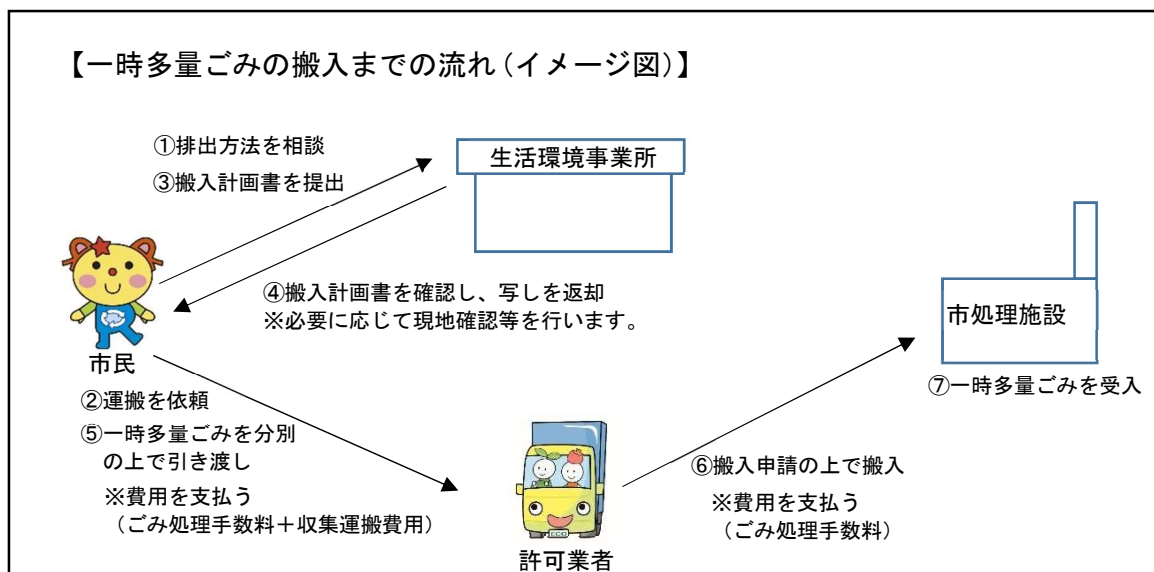 【一時多量ごみの搬入までの流れ(イメージ図)】
①排出方法を相談
③搬入計画書を提出
生活環境事業所
④搬入計画書を確認し、写しを返却
※必要に応じて現地確認等を行います。
市処理施設
⑦一時多量ごみを受入
市民
②運搬を依頼
⑤一時多量ごみを分別
の上で引き渡し
※費用を支払う
(ごみ処理手数料+収集運搬費用)
⑥搬入申請の上で搬入
※費用を支払う
(ごみ処理手数料)
ECO
許可業者